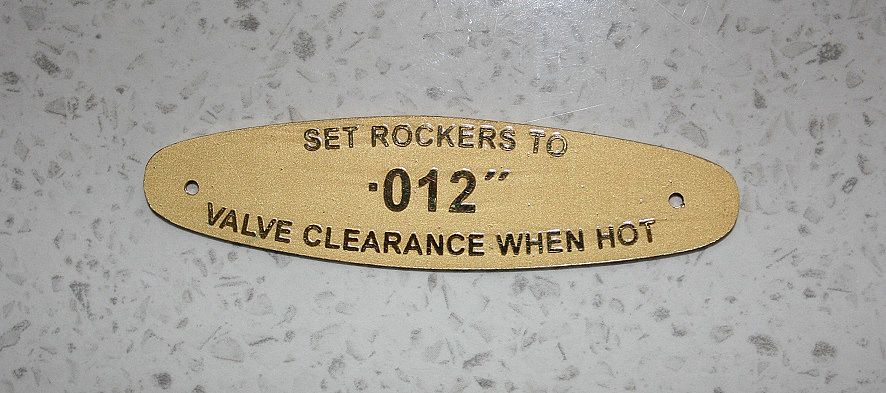 SET ROCKERS TO
·012"
VALVE CLEARANCE WHEN HOT